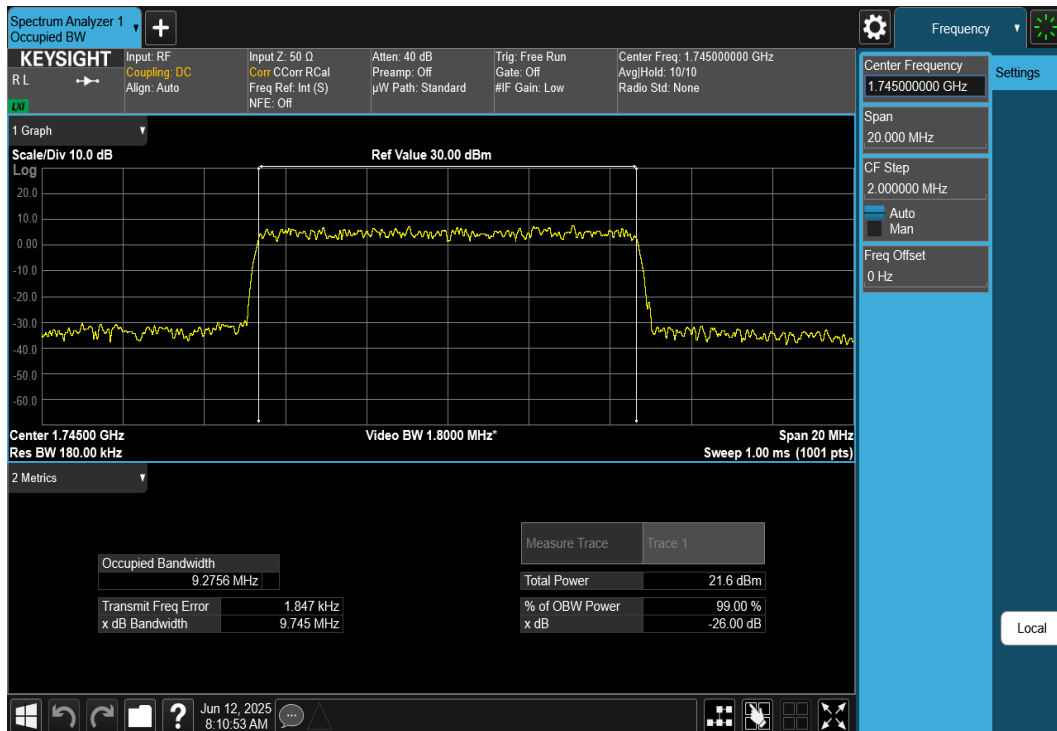 Spectrum Analyzer 1
Occupied BW
Frequency
KEYSIGHT
R L
LXI
Input: RF
Coupling: DC
Align: Auto
Input Z: 50 Ω
Corr CCorr RCal
Freq Ref: Int (S)
NFE: Off
Atten: 40 dB
Preamp: Off
µW Path: Standard
Trig: Free Run
Gate: Off
#IF Gain: Low
Center Freq: 1.745000000 GHz
Avg|Hold: 10/10
Radio Std: None
Center Frequency
1.745000000 GHz
Settings
Span
20.000 MHz
CF Step
2.000000 MHz
Auto
Man
Freq Offset
0 Hz
Local
1 Graph
Scale/Div 10.0 dB
Ref Value 30.00 dBm
Log
20.0
10.0
0.00
-10.0
-20.0
-30.0
-40.0
-50.0
-60.0
Center 1.74500 GHz
Video BW 1.8000 MHz*
Span 20 MHz
Res BW 180.00 kHz
Sweep 1.00 ms (1001 pts)
2 Metrics
Measure Trace
Trace 1
Occupied Bandwidth
9.2756 MHz
Total Power
21.6 dBm
Transmit Freq Error
1.847 kHz
% of OBW Power
99.00 %
x dB Bandwidth
9.745 MHz
x dB
-26.00 dB
?
Jun 12, 2025
8:10:53 AM